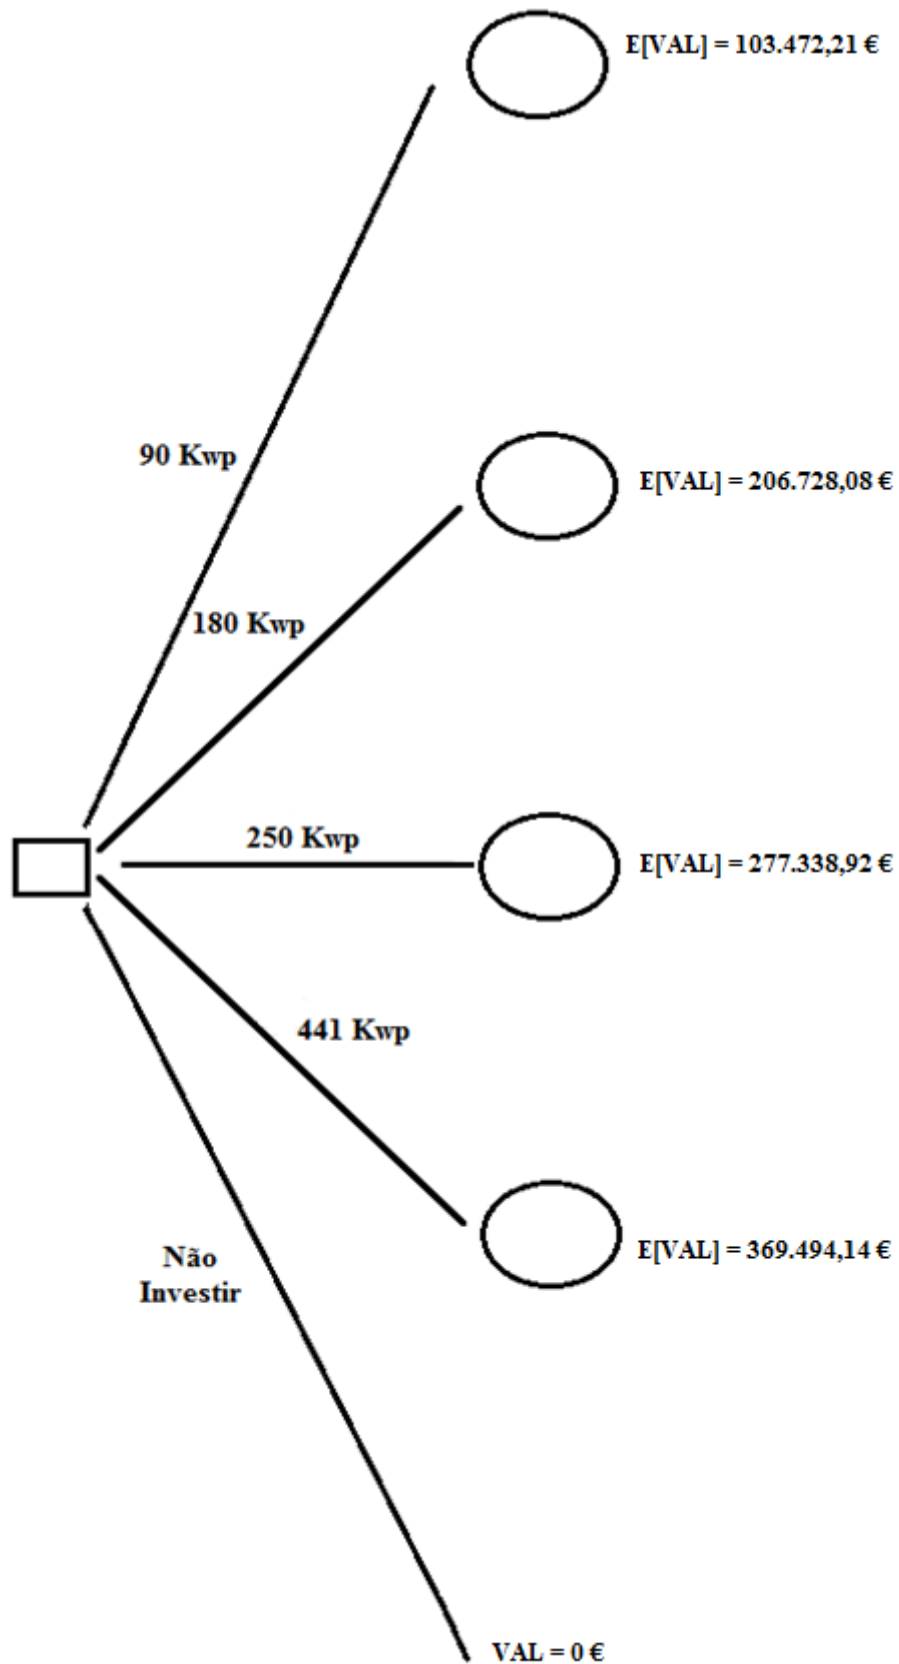 E[VAL] = 103.472,21 €
90 Kwp
E[VAL] = 206.728,08 €
180 Kwp
250 Kwp
E[VAL] = 277.338,92 €
441 Kwp
E[VAL] = 369.494,14 €
Não
Investir
VAL = 0 €